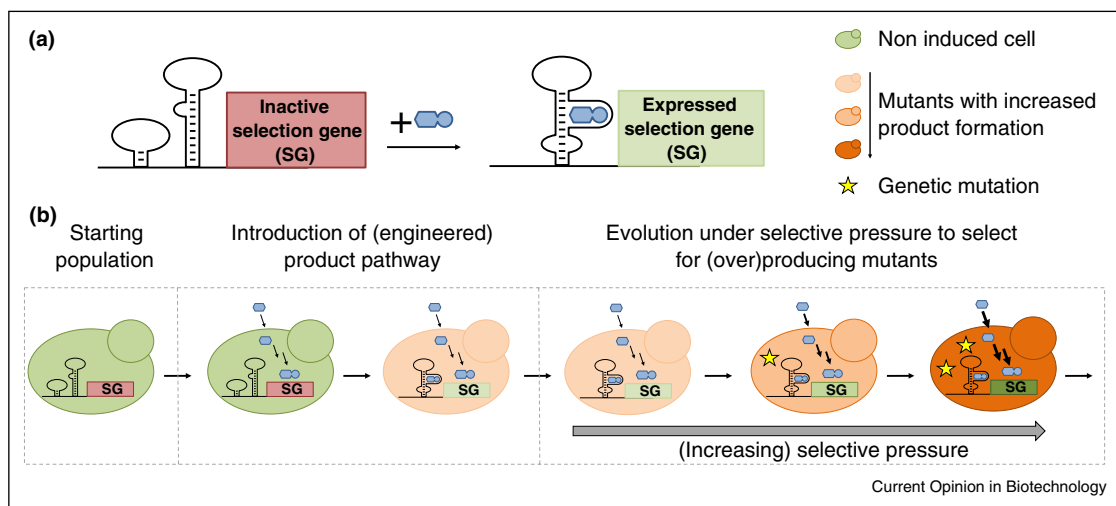 (a)
Inactive
selection gene
(SG)
+
Expressed
selection gene
(SG)
Non induced cell
Mutants with increased
product formation
Genetic mutation
(b)
Starting
population
Introduction of (engineered)
product pathway
Evolution under selective pressure to select
for (over)producing mutants
SG
SG
SG
SG
SG
SG
(Increasing) selective pressure
Current Opinion in Biotechnology